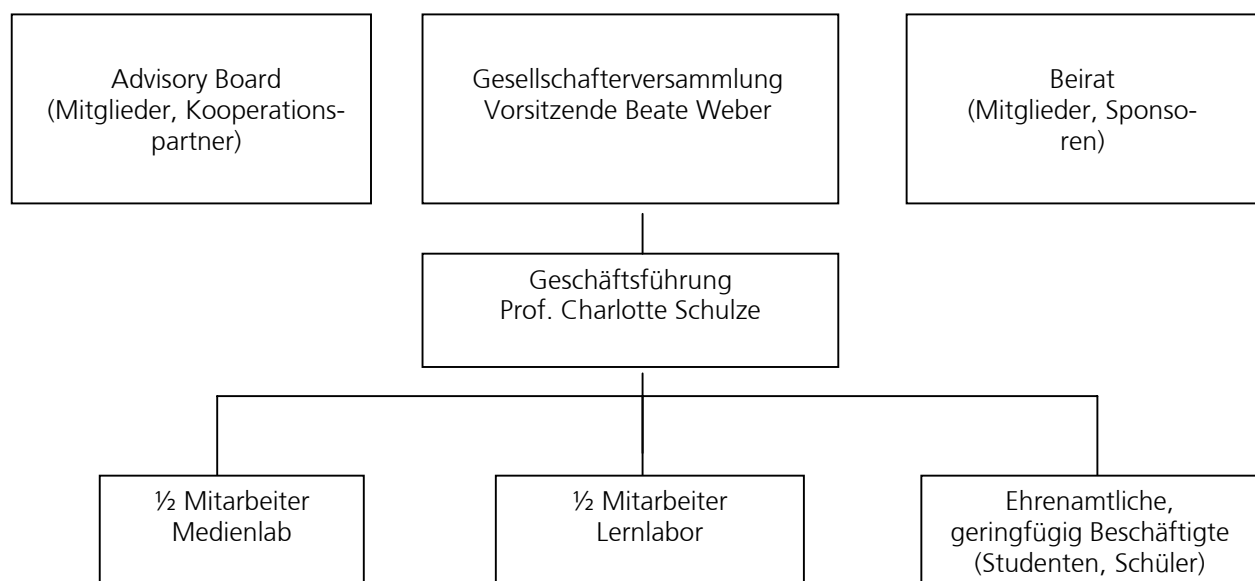 Advisory Board
(Mitglieder, Kooperations-
partner)
Gesellschafterversammlung
Vorsitzende Beate Weber
Beirat
(Mitglieder, Sponso-
ren)
Geschäftsführung
Prof. Charlotte Schulze
½ Mitarbeiter
Medienlab
½ Mitarbeiter
Lernlabor
Ehrenamtliche,
geringfügig Beschäftigte
(Studenten, Schüler)